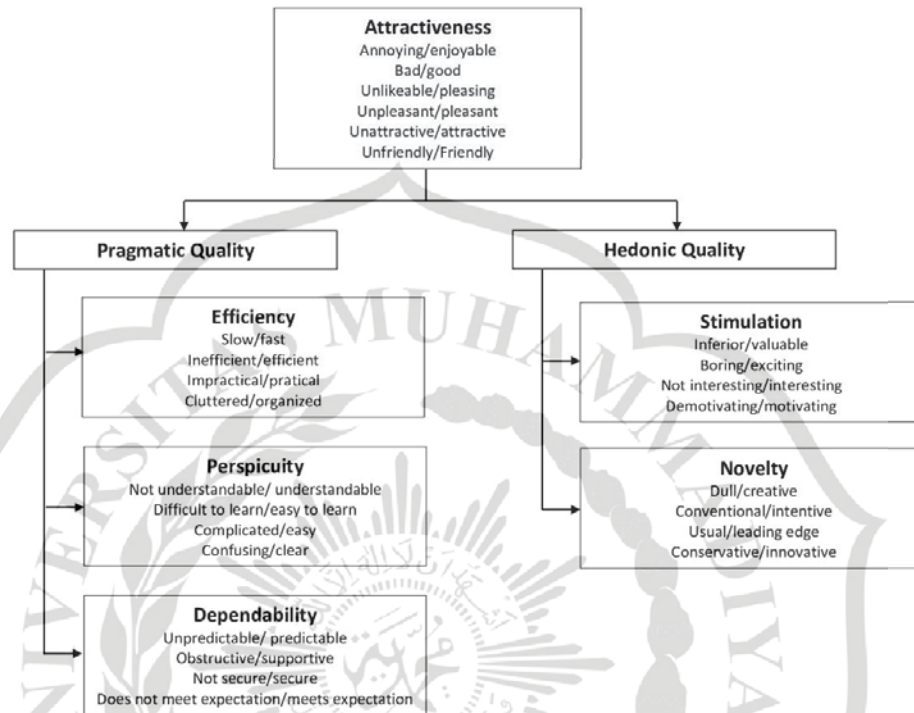 Attractiveness
Annoying/enjoyable
Bad/good
Unlikeable/pleasing
Unpleasant/pleasant
Unattractive/attractive
Unfriendly/Friendly
Pragmatic Quality
Hedonic Quality
Efficiency
Slow/fast
Inefficient/efficient
Impractical/pratical
Cluttered/organized
Perspicuity
Not understandable/ understandable
Difficult to learn/easy to learn
Complicated/easy
Confusing/clear
Dependability
Unpredictable/ predictable
Obstructive/supportive
Not secure/secure
Does not meet expectation/meets expectation
Stimulation
Inferior/valuable
Boring/exciting
Not interesting/interesting
Demotivating/motivating
Novelty
Dull/creative
Conventional/intentive
Usual/leading edge
Conservative/innovative
UNIVERSITAS MUHAMMADIYA